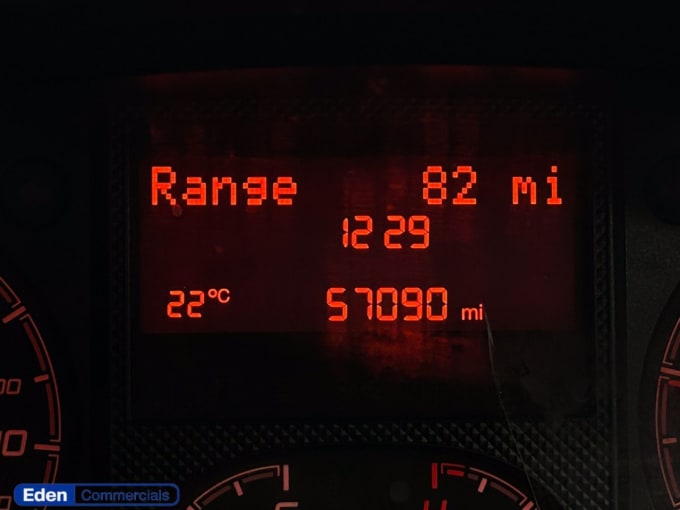 Range 82 mi
12 29
22°C 57090 mi
Eden Commercials